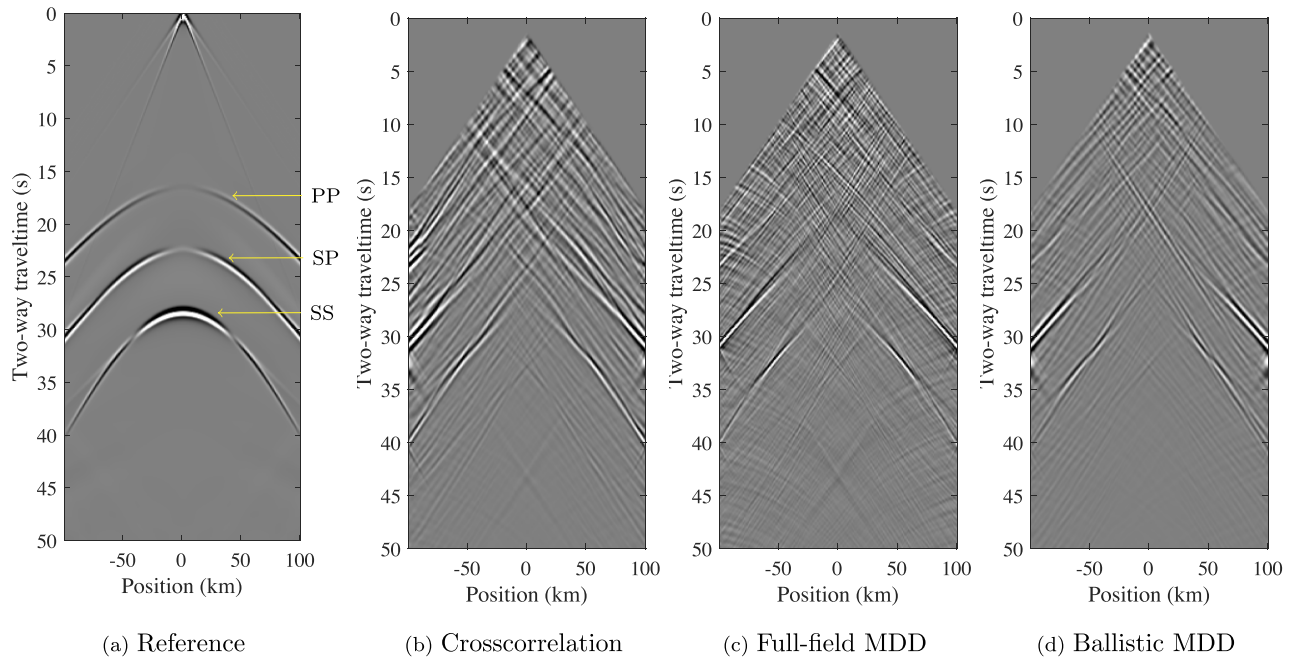 -50 0 50 100
0
5
10
15
20
25
30
35
40
45
50
Two-way traveltime (s)
PP
SP
SS
-50 0 50 100
Position (km)
(a) Reference
0
5
10
15
20
25
30
35
40
45
50
Two-way traveltime (s)
-50 0 50 100
Position (km)
(b) Crosscorrelation
0
5
10
15
20
25
30
35
40
45
50
Two-way traveltime (s)
-50 0 50 100
Position (km)
(c) Full-field MDD
0
5
10
15
20
25
30
35
40
45
50
Two-way traveltime (s)
-50 0 50 100
Position (km)
(d) Ballistic MDD